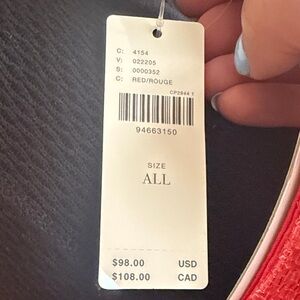 C: 4154
V: 022205
S: 0000352
C: RED/ROUGE
CP2844 1
94663150
SIZE
ALL
$98.00 USD
$108.00 CAD